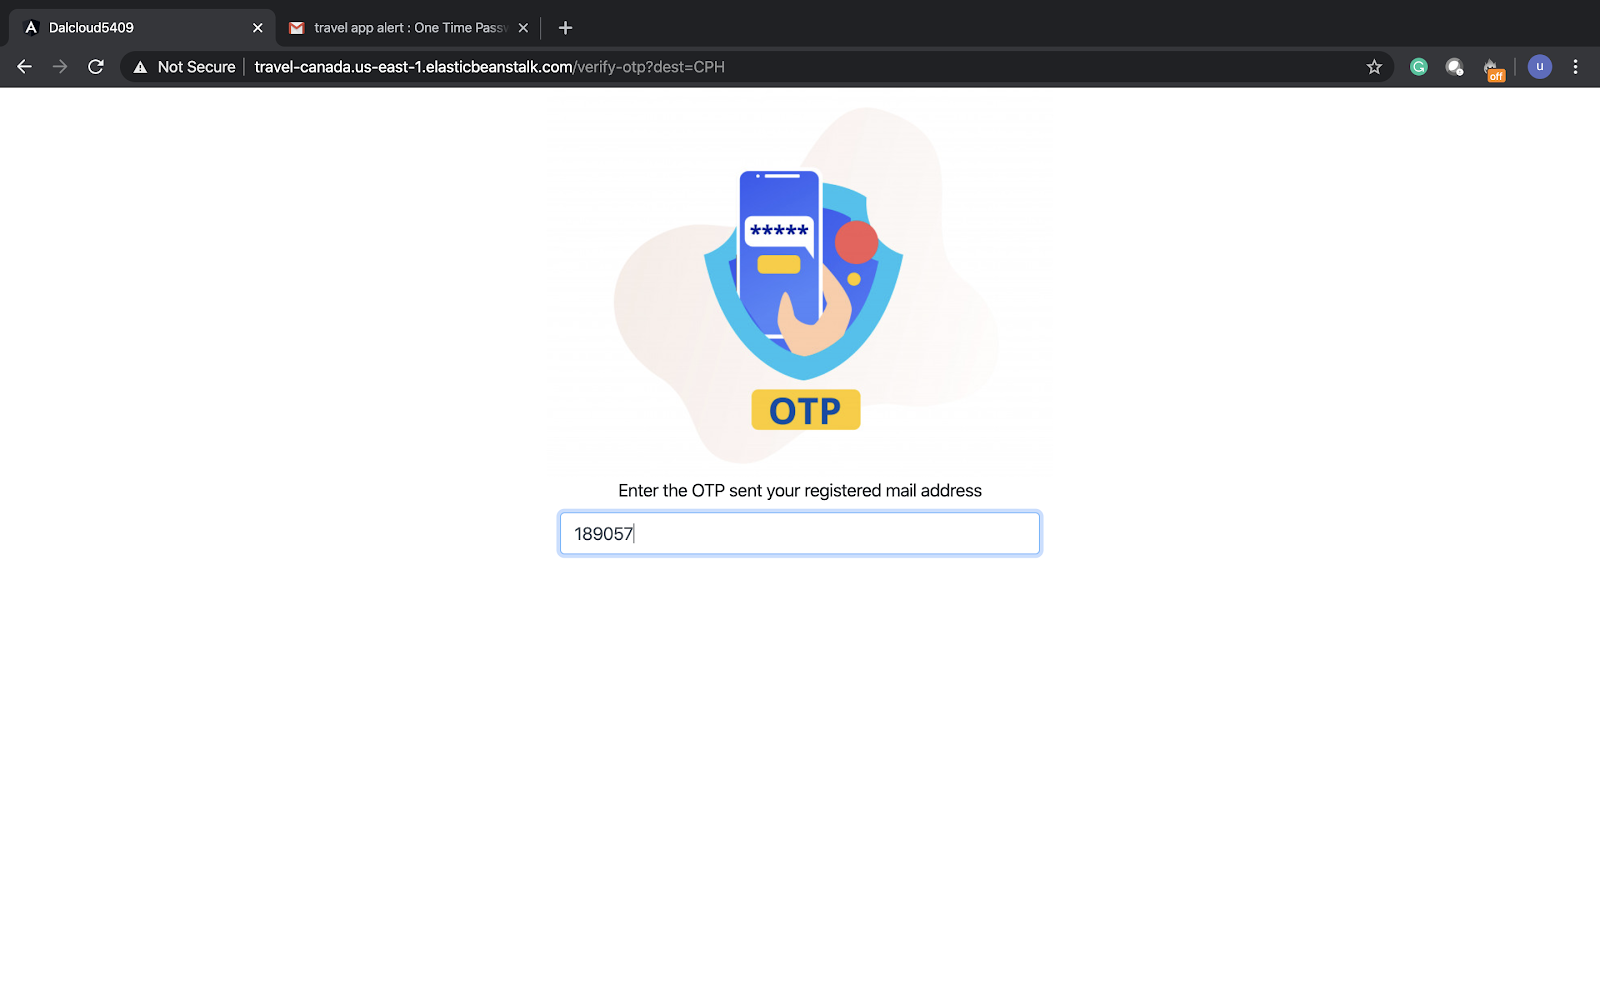 Dalcloud5409
travel app alert : One Time Passw
Not Secure
travel-canada.us-east-1.elasticbeanstalk.com/verify-otp?dest=CPH
off
u
*****
OTP
Enter the OTP sent your registered mail address
189057